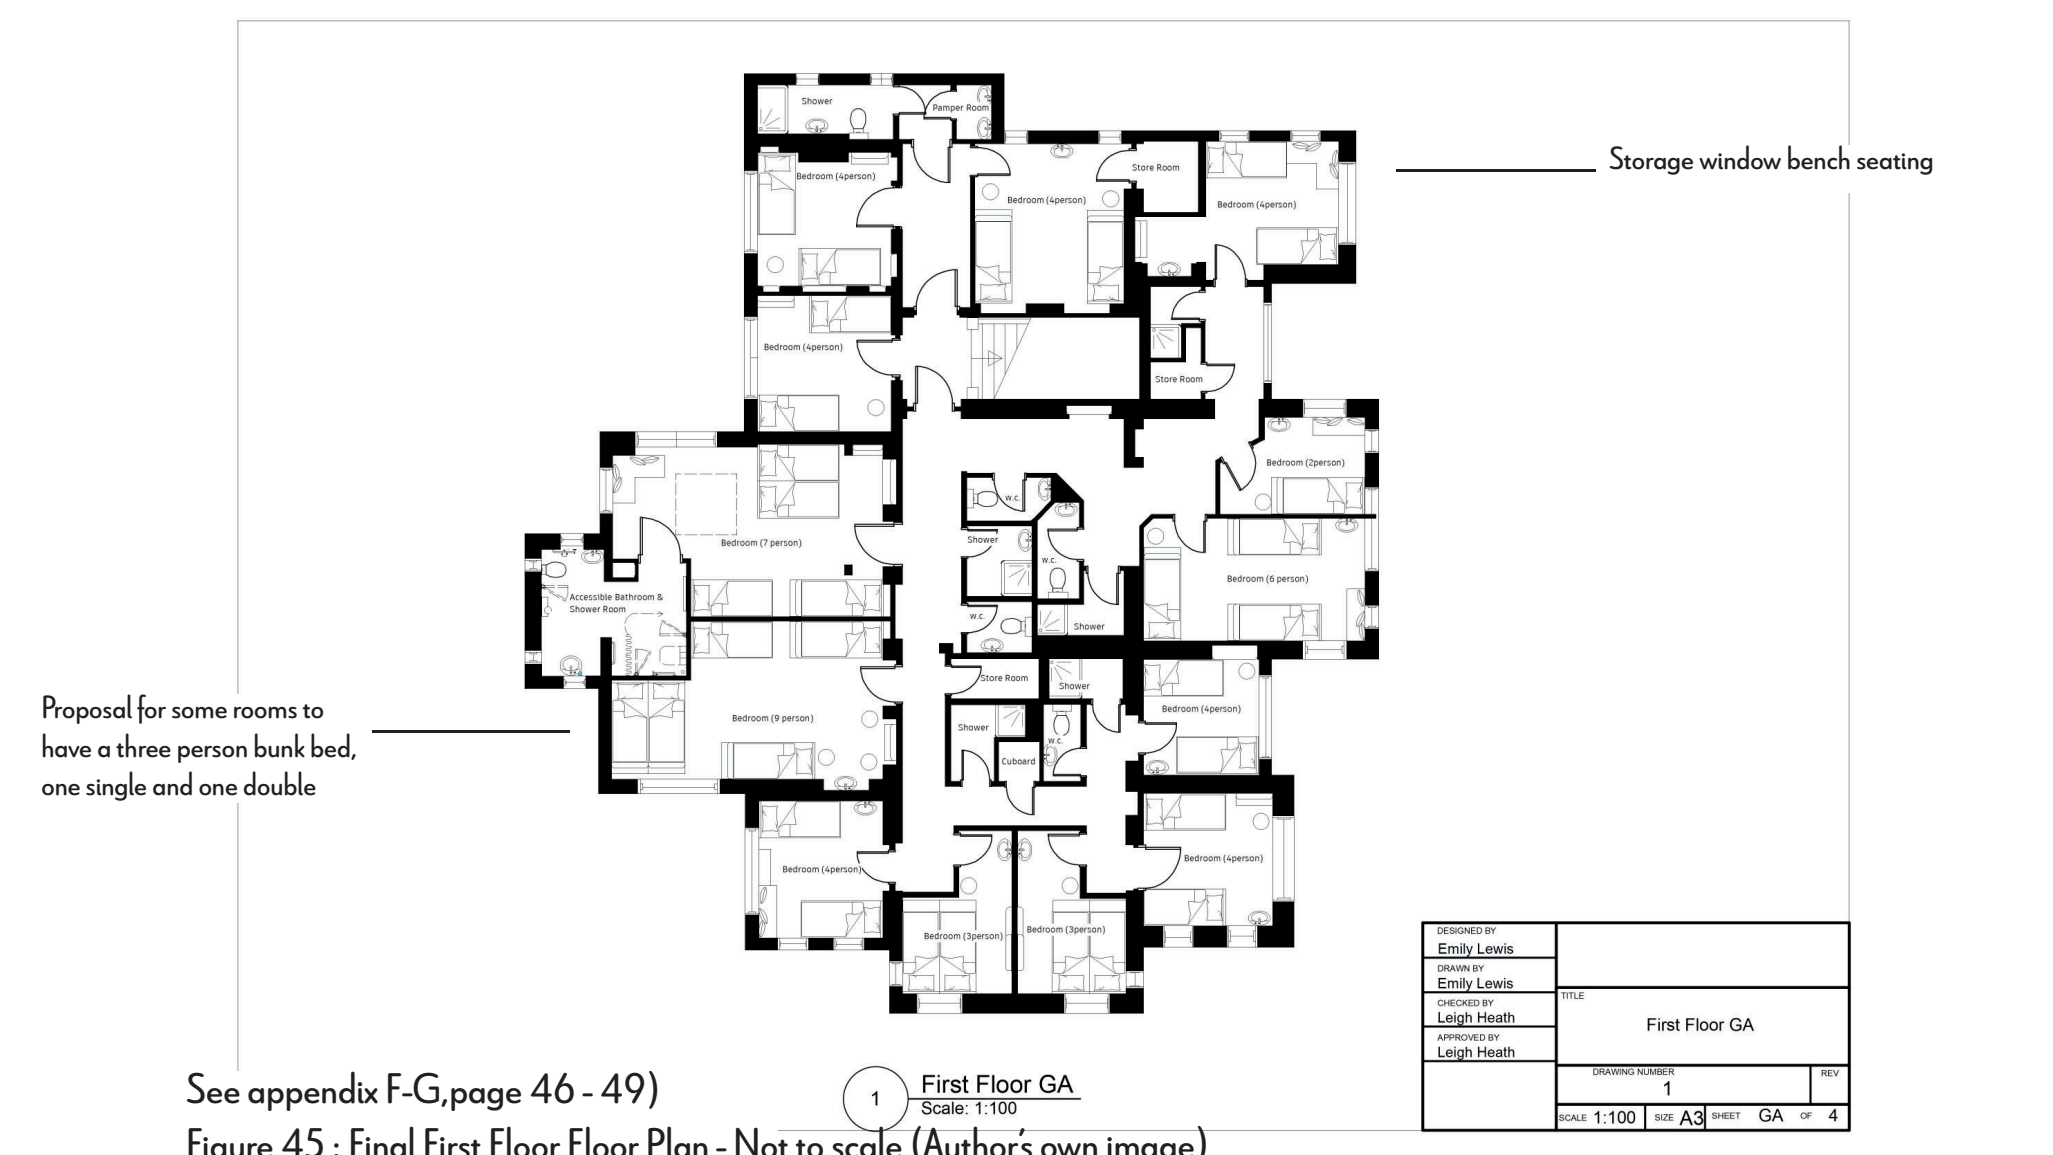 Shower
Pamper Room
Bedroom (4person)
Store Room
Bedroom (4person)
Bedroom (4person)
Storage window bench seating
Bedroom (4person)
Store Room
Bedroom (2person)
w.c.
Shower
Bedroom (7 person)
w.c.
Bedroom (6 person)
Accessible Bathroom &
Shower Room
w.c.
Shower
Store Room
Shower
Bedroom (4person)
Bedroom (9 person)
Shower
w.c.
Cuboard
Proposal for some rooms to
have a three person bunk bed,
one single and one double
Bedroom (4person)
Bedroom (4person)
Bedroom (3person)
Bedroom (3person)
DESIGNED BY
Emily Lewis
DRAWN BY
Emily Lewis
CHECKED BY
Leigh Heath
APPROVED BY
Leigh Heath
TITLE
First Floor GA
DRAWING NUMBER
1
REV
SCALE 1:100 SIZE A3 SHEET GA OF 4
1
First Floor GA
Scale: 1:100
See appendix F-G,page 46 - 49)
Figure 45 : Final First Floor Floor Plan - Not to scale (Author's own image)